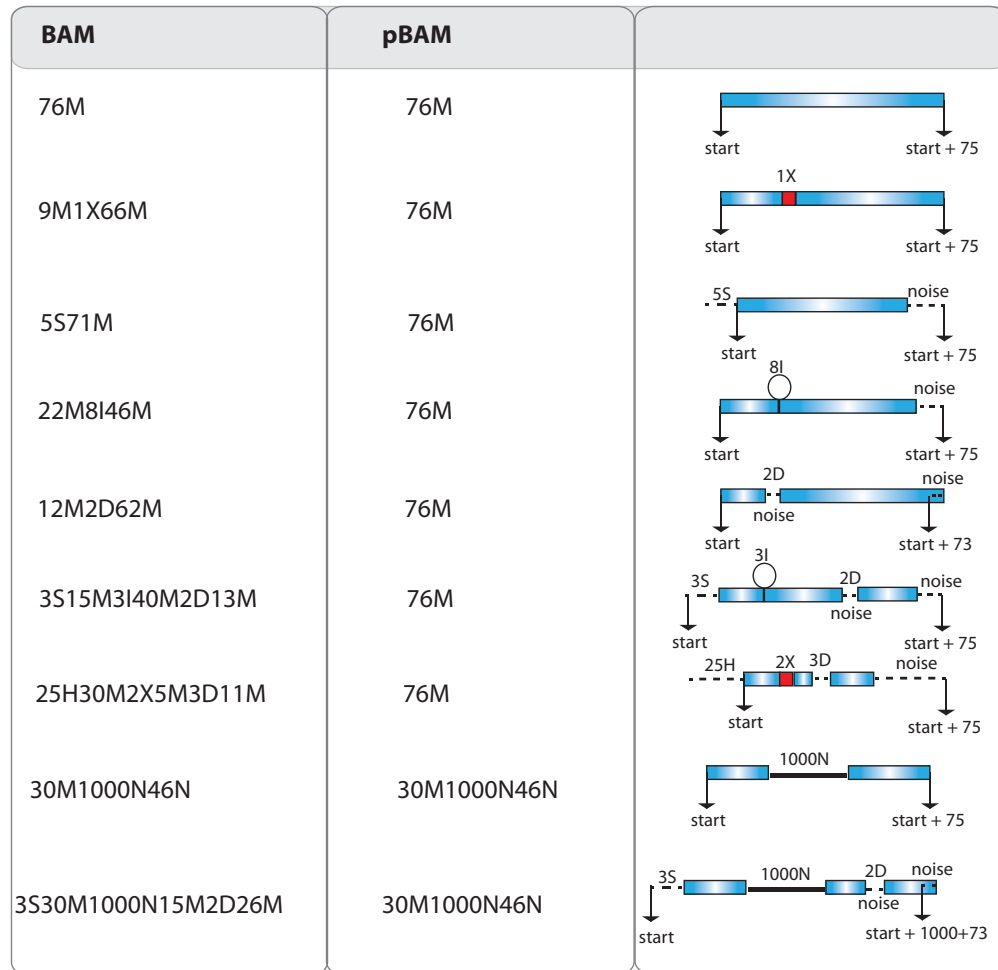 BAM pBAM
76M 76M
start start + 75
1X
9M1X66M 76M
start start + 75
5S noise
5S71M 76M
start start + 75
8I
noise
22M8I46M 76M
start start + 75
2D noise
12M2D62M 76M
noise
start start + 73
3I
3S 2D noise
3S15M3I40M2D13M 76M
noise
start start + 75
25H 2X 3D noise
25H30M2X5M3D11M 76M
start start + 75
1000N
30M1000N46N 30M1000N46N
start start + 75
3S 1000N 2D noise
3S30M1000N15M2D26M 30M1000N46N
noise
start start + 1000+73